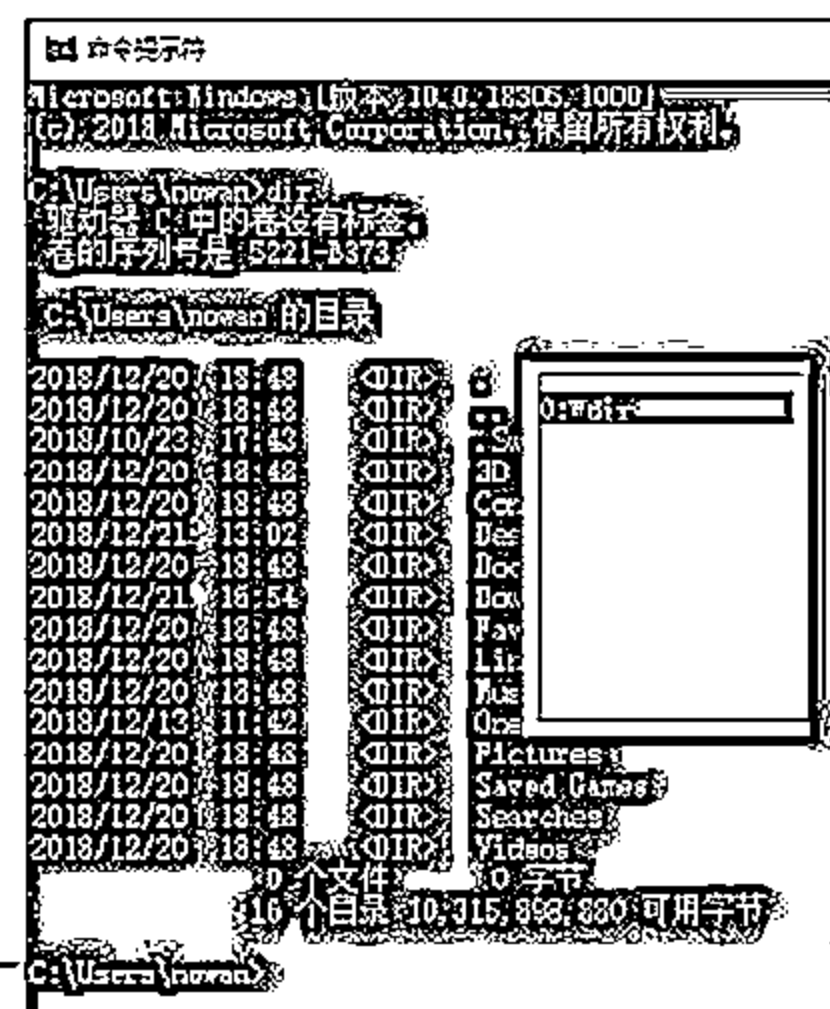 命令提示符
Microsoft Windows [版本 10.0.18305.1000]
(c) 2018 Microsoft Corporation。保留所有权利。
C:\Users\nowan>dir
驱动器 C 中的卷没有标签。
卷的序列号是 5221-B373
C:\Users\nowan 的目录
2018/12/20 18:48 <DIR> .
2018/12/20 18:48 <DIR> ..
2018/10/23 17:43 <DIR>
2018/12/20 18:48 <DIR> 3D
2018/12/20 18:48 <DIR> Con
2018/12/21 13:02 <DIR> Des
2018/12/20 18:48 <DIR> Doc
2018/12/21 16:54 <DIR> Dow
2018/12/20 18:48 <DIR> Fav
2018/12/20 18:48 <DIR> Lin
2018/12/20 18:48 <DIR> Mus
2018/12/13 11:42 <DIR> One
2018/12/20 18:48 <DIR> Pictures
2018/12/20 18:48 <DIR> Saved Games
2018/12/20 18:48 <DIR> Searches
2018/12/20 18:48 <DIR> Videos
0 个文件 0 字节
16 个目录 10,315,898,880 可用字节
C:\Users\nowan>
0:#dir